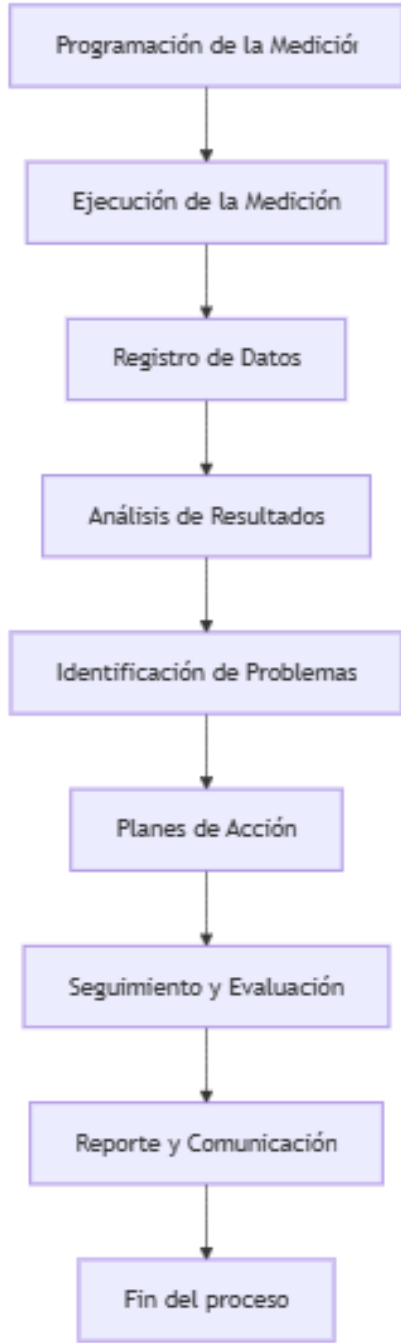 Programación de la Medición
Ejecución de la Medición
Registro de Datos
Análisis de Resultados
Identificación de Problemas
Planes de Acción
Seguimiento y Evaluación
Reporte y Comunicación
Fin del proceso